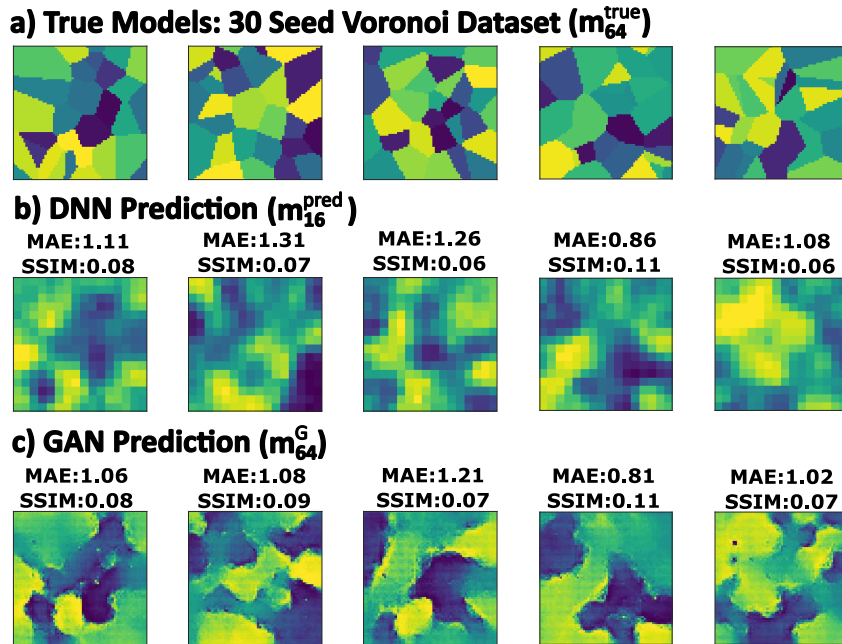 a) True Models: 30 Seed Voronoi Dataset (m₆₄ᵗʳᵘᵉ)
b) DNN Prediction (m₁₆ᵖʳᵉᵈ)
MAE:1.11 MAE:1.31 MAE:1.26 MAE:0.86 MAE:1.08
SSIM:0.08 SSIM:0.07 SSIM:0.06 SSIM:0.11 SSIM:0.06
c) GAN Prediction (m₆₄ᴳ)
MAE:1.06 MAE:1.08 MAE:1.21 MAE:0.81 MAE:1.02
SSIM:0.08 SSIM:0.09 SSIM:0.07 SSIM:0.11 SSIM:0.07